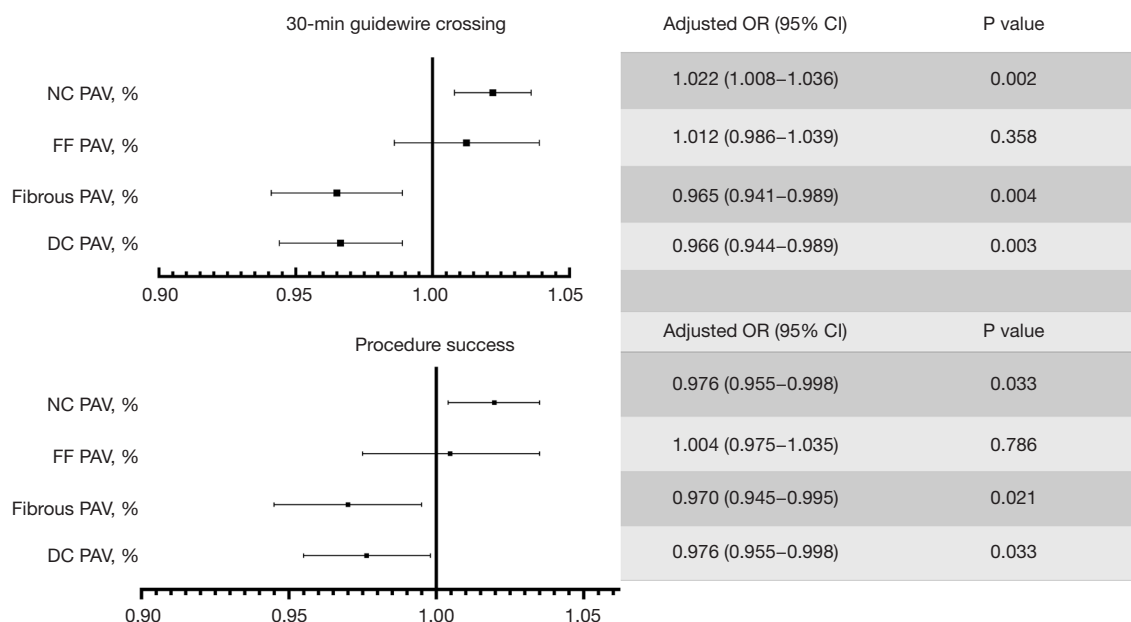 30-min guidewire crossing Adjusted OR (95% CI) P value
NC PAV, % 1.022 (1.008–1.036) 0.002
FF PAV, % 1.012 (0.986–1.039) 0.358
Fibrous PAV, % 0.965 (0.941–0.989) 0.004
DC PAV, % 0.966 (0.944–0.989) 0.003
0.90 0.95 1.00 1.05
Procedure success Adjusted OR (95% CI) P value
NC PAV, % 0.976 (0.955–0.998) 0.033
FF PAV, % 1.004 (0.975–1.035) 0.786
Fibrous PAV, % 0.970 (0.945–0.995) 0.021
DC PAV, % 0.976 (0.955–0.998) 0.033
0.90 0.95 1.00 1.05